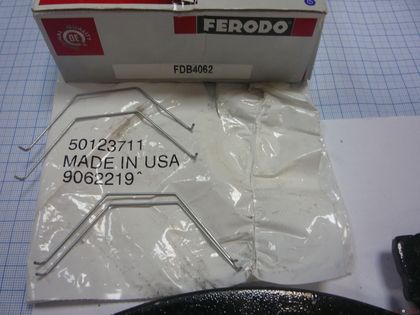 FERODO
FDB4062
50123711
MADE IN USA
9062219^